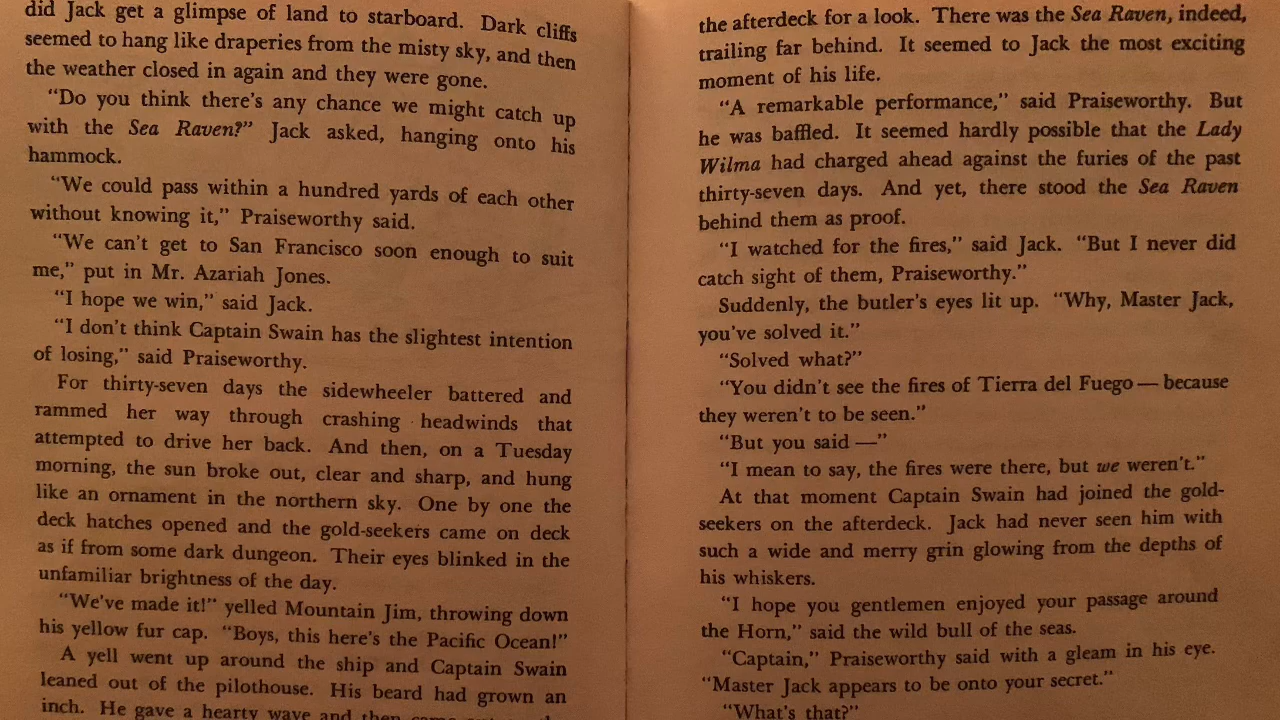 did Jack get a glimpse of land to starboard. Dark cliffs
seemed to hang like draperies from the misty sky, and then
the weather closed in again and they were gone.
"Do you think there's any chance we might catch up
with the Sea Raven?" Jack asked, hanging onto his
hammock.
"We could pass within a hundred yards of each other
without knowing it," Praiseworthy said.
"We can't get to San Francisco soon enough to suit
me," put in Mr. Azariah Jones.
"I hope we win," said Jack.
"I don't think Captain Swain has the slightest intention
of losing," said Praiseworthy.
For thirty-seven days the sidewheeler battered and
rammed her way through crashing headwinds that
attempted to drive her back. And then, on a Tuesday
morning, the sun broke out, clear and sharp, and hung
like an ornament in the northern sky. One by one the
deck hatches opened and the gold-seekers came on deck
as if from some dark dungeon. Their eyes blinked in the
unfamiliar brightness of the day.
"We've made it!" yelled Mountain Jim, throwing down
his yellow fur cap. "Boys, this here's the Pacific Ocean!"
A yell went up around the ship and Captain Swain
leaned out of the pilothouse. His beard had grown an
inch. He gave a hearty wave and then
the afterdeck for a look. There was the Sea Raven, indeed,
trailing far behind. It seemed to Jack the most exciting
moment of his life.
"A remarkable performance," said Praiseworthy. But
he was baffled. It seemed hardly possible that the Lady
Wilma had charged ahead against the furies of the past
thirty-seven days. And yet, there stood the Sea Raven
behind them as proof.
"I watched for the fires," said Jack. "But I never did
catch sight of them, Praiseworthy."
Suddenly, the butler's eyes lit up. "Why, Master Jack,
you've solved it."
"Solved what?"
"You didn't see the fires of Tierra del Fuego — because
they weren't to be seen."
"But you said —"
"I mean to say, the fires were there, but we weren't."
At that moment Captain Swain had joined the gold-
seekers on the afterdeck. Jack had never seen him with
such a wide and merry grin glowing from the depths of
his whiskers.
"I hope you gentlemen enjoyed your passage around
the Horn," said the wild bull of the seas.
"Captain," Praiseworthy said with a gleam in his eye.
"Master Jack appears to be onto your secret."
"What's that?"